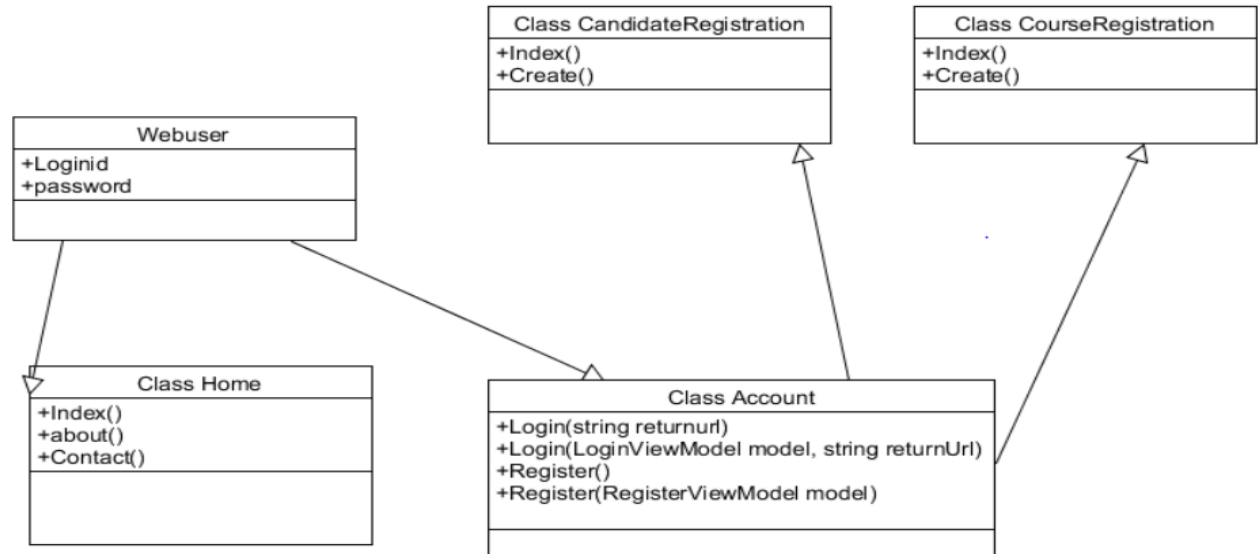 Class CandidateRegistration
+Index()
+Create()
Class CourseRegistration
+Index()
+Create()
Webuser
+Loginid
+password
Class Home
+Index()
+about()
+Contact()
Class Account
+Login(string returnurl)
+Login(LoginViewModel model, string returnUrl)
+Register()
+Register(RegisterViewModel model)